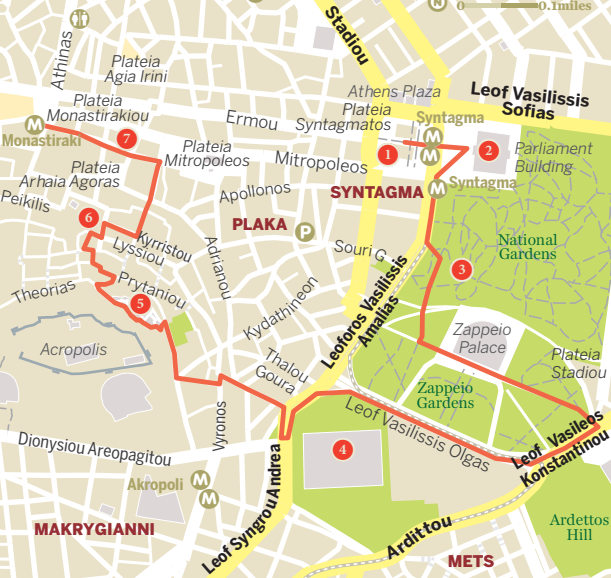 Stadiou
N
0
0.1miles
Athinas
Plateia
Agia Irini
Plateia
Monastirakiou
M
Monastiraki
7
Ermou
Athens Plaza
Plateia
Syntagmatos
Leof Vasilissis
Sofias
Syntagma
M
M
1
2
Parliament
Building
Plateia
Mitropoleos
Mitropoleos
Plateia
Arhaia Agoras
Peikilis
Apollonos
SYNTAGMA
M
Syntagma
6
PLAKA
P
Kyrristou
Lyssiou
Adrianou
Souri G
National
Gardens
3
Theorias
Prytaniou
5
Kydathineon
Leoforos Vasilissis
Amalias
Acropolis
Zappeio
Palace
Thalou
Goura
Plateia
Stadiou
Zappeio
Gardens
Vyronos
Leof Vasilissis Olgas
Leof Vasileos
Konstantinou
Dionysiou Areopagitou
4
Akropoli
M
M
Leof Syngrou Andrea
Ardittou
Ardettos
Hill
MAKRYGIANNI
METS